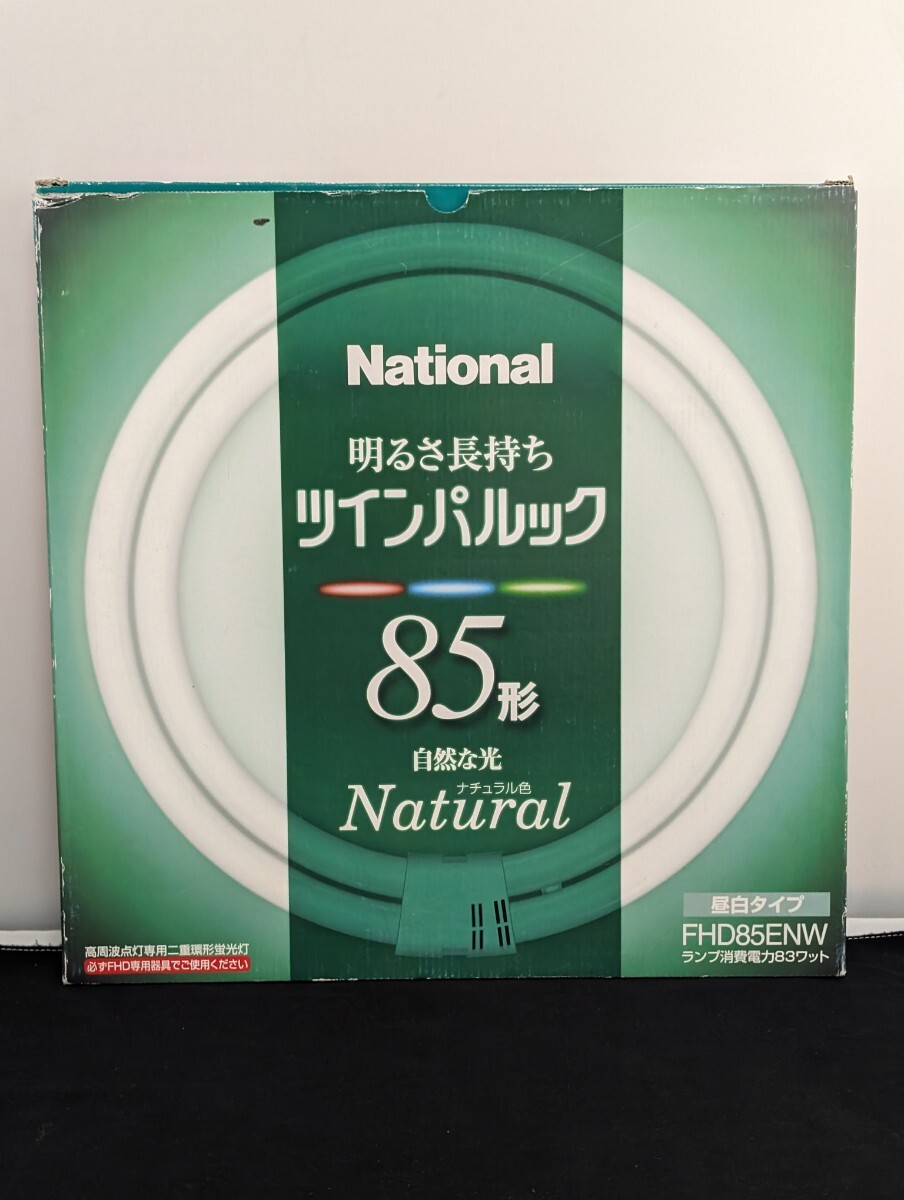 National
明るさ長持ち
ツインパルック
85形
自然な光
ナチュラル色
Natural
昼白タイプ
FHD85ENW
ランプ消費電力83ワット
高周波点灯専用二重環形蛍光灯
必ずFHD専用器具でご使用ください